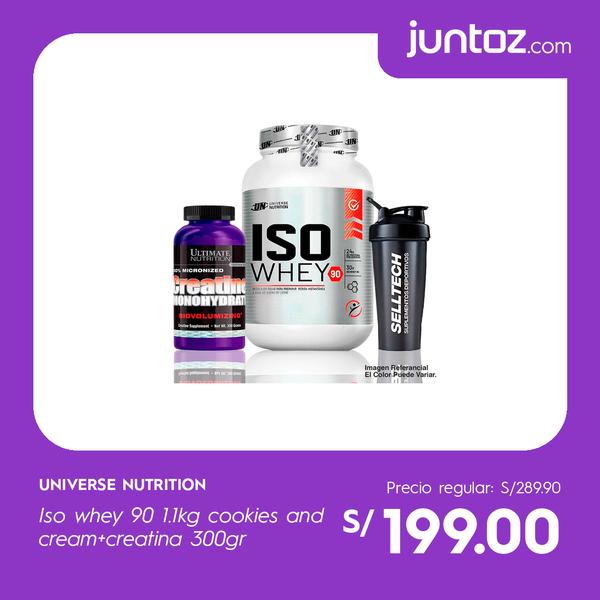 juntoz.com
UN UNIVERSE
NUTRITION
ISO
WHEY 90
ULTIMATE
NUTRITION
100% MICRONIZED
Creatine
MONOHYDRATE
BIOVOLUMIZING
SELLTECH
SUPLEMENTOS DEPORTIVOS
Imagen Referencial
El Color Puede Variar.
UNIVERSE NUTRITION
Iso whey 90 1.1kg cookies and
cream+creatina 300gr
Precio regular: S/289.90
S/199.00